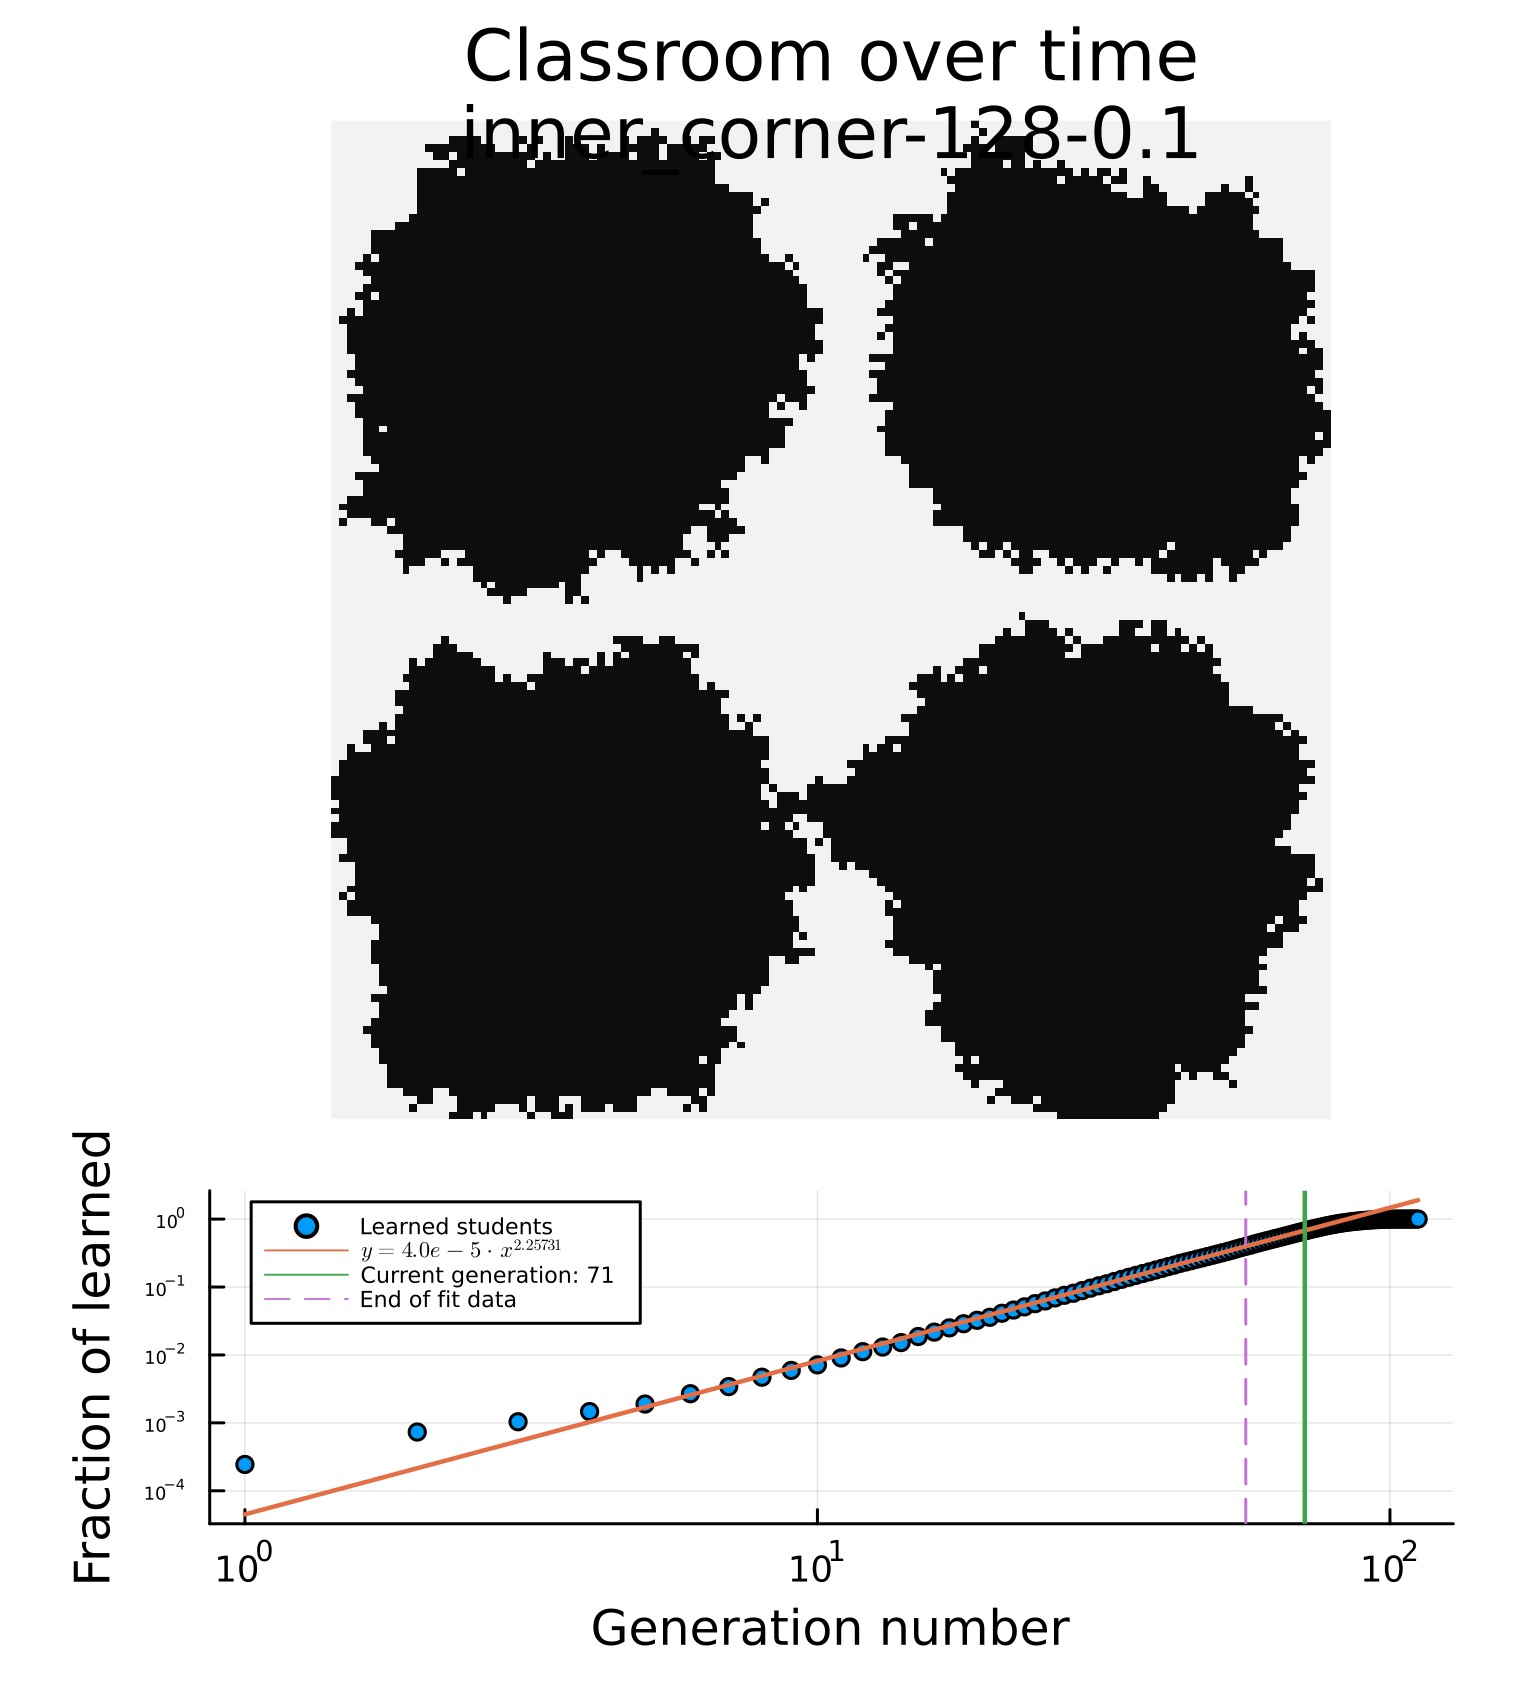 Classroom over time
inner_corner-128-0.1
Fraction of learned
10^0
10^-1
10^-2
10^-3
10^-4
Learned students
y = 4.0e − 5 · x^2.25731
Current generation: 71
End of fit data
10^0 10^1 10^2
Generation number